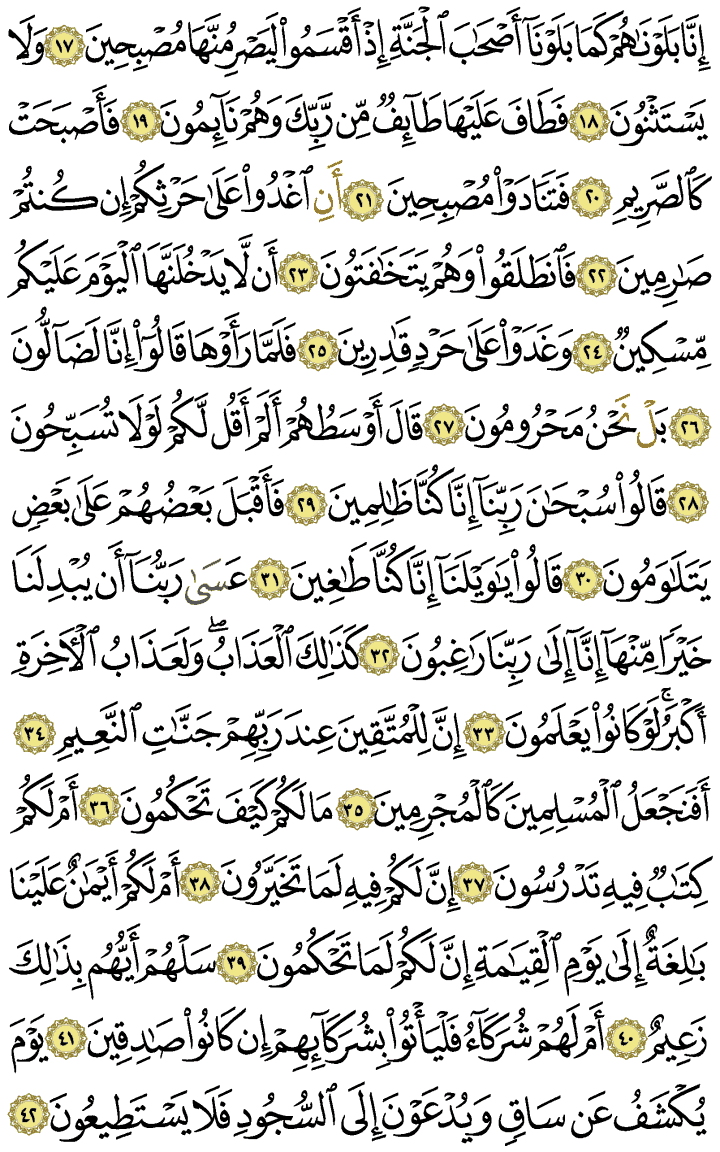 إِنَّا بَلَوْنَٰهُمْ كَمَا بَلَوْنَآ أَصْحَٰبَ ٱلْجَنَّةِ إِذْ أَقْسَمُوا۟ لَيَصْرِمُنَّهَا مُصْبِحِينَ ١٧ وَلَا
يَسْتَثْنُونَ ١٨ فَطَافَ عَلَيْهَا طَآئِفٌ مِّن رَّبِّكَ وَهُمْ نَآئِمُونَ ١٩ فَأَصْبَحَتْ
كَٱلصَّرِيمِ ٢٠ فَتَنَادَوْا۟ مُصْبِحِينَ ٢١ أَنِ ٱغْدُوا۟ عَلَىٰ حَرْثِكُمْ إِن كُنتُمْ
صَٰرِمِينَ ٢٢ فَٱنطَلَقُوا۟ وَهُمْ يَتَخَٰفَتُونَ ٢٣ أَن لَّا يَدْخُلَنَّهَا ٱلْيَوْمَ عَلَيْكُم
مِّسْكِينٌ ٢٤ وَغَدَوْا۟ عَلَىٰ حَرْدٍ قَٰدِرِينَ ٢٥ فَلَمَّا رَأَوْهَا قَالُوٓا۟ إِنَّا لَضَآلُّونَ
٢٦ بَلْ نَحْنُ مَحْرُومُونَ ٢٧ قَالَ أَوْسَطُهُمْ أَلَمْ أَقُل لَّكُمْ لَوْلَا تُسَبِّحُونَ
٢٨ قَالُوا۟ سُبْحَٰنَ رَبِّنَآ إِنَّا كُنَّا ظَٰلِمِينَ ٢٩ فَأَقْبَلَ بَعْضُهُمْ عَلَىٰ بَعْضٍ
يَتَلَٰوَمُونَ ٣٠ قَالُوا۟ يَٰوَيْلَنَآ إِنَّا كُنَّا طَٰغِينَ ٣١ عَسَىٰ رَبُّنَآ أَن يُبْدِلَنَا
خَيْرًا مِّنْهَآ إِنَّآ إِلَىٰ رَبِّنَا رَٰغِبُونَ ٣٢ كَذَٰلِكَ ٱلْعَذَابُ ۖ وَلَعَذَابُ ٱلْءَاخِرَةِ
أَكْبَرُ ۚ لَوْ كَانُوا۟ يَعْلَمُونَ ٣٣ إِنَّ لِلْمُتَّقِينَ عِندَ رَبِّهِمْ جَنَّٰتِ ٱلنَّعِيمِ ٣٤
أَفَنَجْعَلُ ٱلْمُسْلِمِينَ كَٱلْمُجْرِمِينَ ٣٥ مَا لَكُمْ كَيْفَ تَحْكُمُونَ ٣٦ أَمْ لَكُمْ
كِتَٰبٌ فِيهِ تَدْرُسُونَ ٣٧ إِنَّ لَكُمْ فِيهِ لَمَا تَخَيَّرُونَ ٣٨ أَمْ لَكُمْ أَيْمَٰنٌ عَلَيْنَا
بَٰلِغَةٌ إِلَىٰ يَوْمِ ٱلْقِيَٰمَةِ إِنَّ لَكُمْ لَمَا تَحْكُمُونَ ٣٩ سَلْهُمْ أَيُّهُم بِذَٰلِكَ
زَعِيمٌ ٤٠ أَمْ لَهُمْ شُرَكَآءُ فَلْيَأْتُوا۟ بِشُرَكَآئِهِمْ إِن كَانُوا۟ صَٰدِقِينَ ٤١ يَوْمَ
يُكْشَفُ عَن سَاقٍ وَيُدْعَوْنَ إِلَى ٱلسُّجُودِ فَلَا يَسْتَطِيعُونَ ٤٢